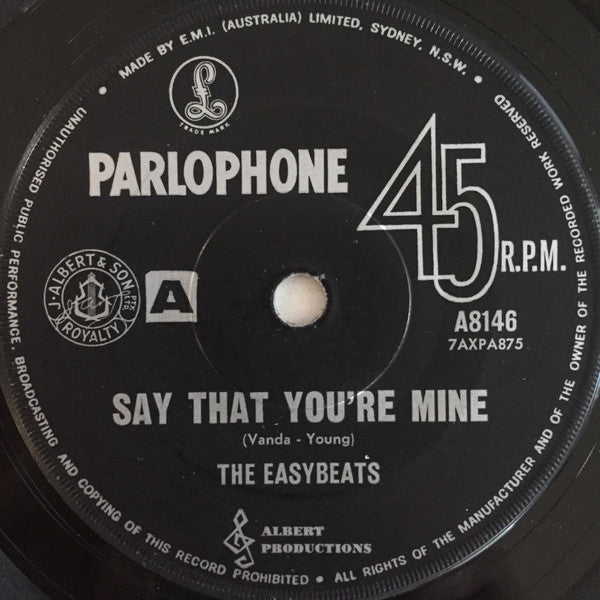 MADE BY E.M.I. (AUSTRALIA) LIMITED, SYDNEY, N.S.W. •
UNAUTHORISED PUBLIC PERFORMANCE, BROADCASTING AND COPYING OF THIS RECORD PROHIBITED • ALL RIGHTS OF THE MANUFACTURER AND OF THE OWNER OF THE RECORDED WORK RESERVED
£
TRADE MARK
PARLOPHONE
45
R.P.M.
J. ALBERT & SON PTY. LTD.
ROYALTY
A
A8146
7AXPA875
SAY THAT YOU'RE MINE
(Vanda - Young)
THE EASYBEATS
ALBERT
PRODUCTIONS